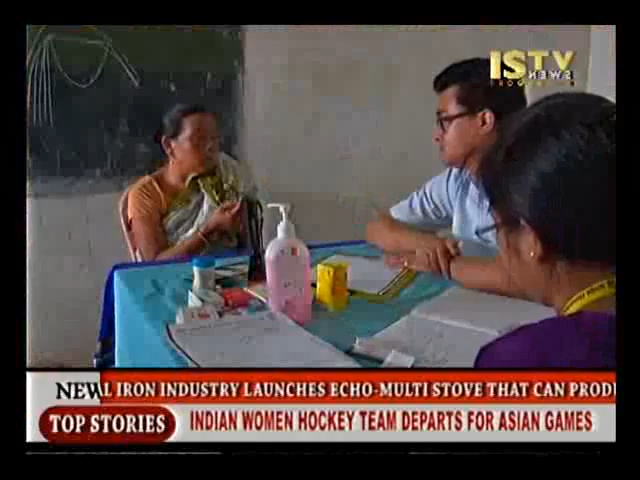 ISTV
NEWS
NEW
L IRON INDUSTRY LAUNCHES ECHO-MULTI STOVE THAT CAN PROD
TOP STORIES
INDIAN WOMEN HOCKEY TEAM DEPARTS FOR ASIAN GAMES